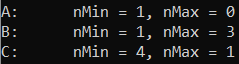 A:	nMin = 1, nMax = 0
B:	nMin = 1, nMax = 3
C:	nMin = 4, nMax = 1